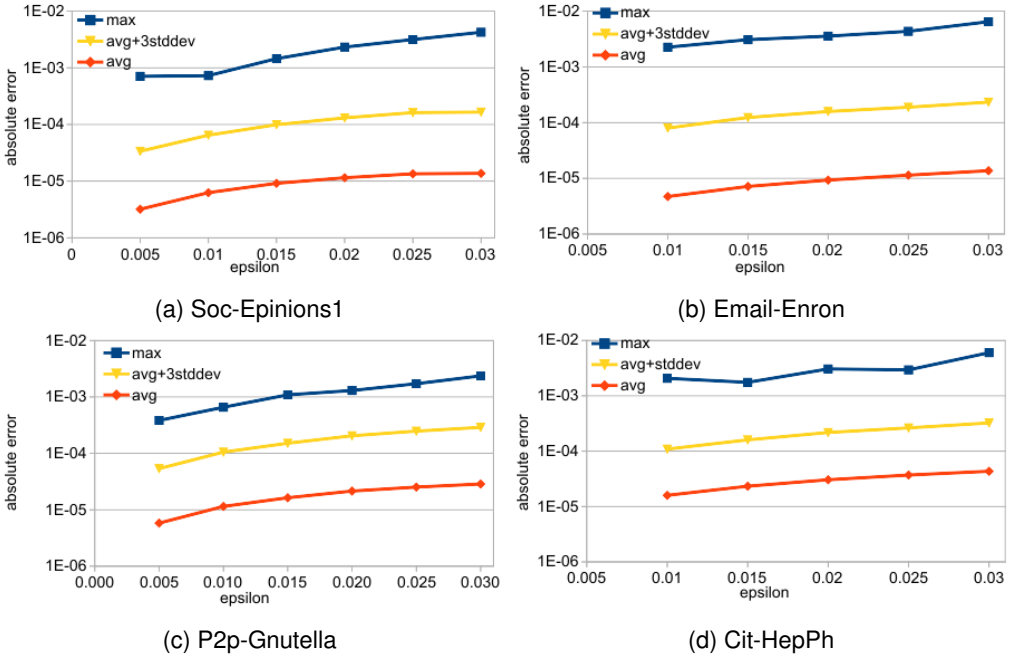 1E-02
1E-03
1E-04
1E-05
1E-06
absolute error
max
avg+3stddev
avg
0 0.005 0.01 0.015 0.02 0.025 0.03
epsilon
(a) Soc-Epinions1
1E-02
1E-03
1E-04
1E-05
1E-06
absolute error
max
avg+3stddev
avg
0.005 0.01 0.015 0.02 0.025 0.03
epsilon
(b) Email-Enron
1E-02
1E-03
1E-04
1E-05
1E-06
absolute error
max
avg+3stddev
avg
0.000 0.005 0.010 0.015 0.020 0.025 0.030
epsilon
(c) P2p-Gnutella
1E-02
1E-03
1E-04
1E-05
1E-06
absolute error
max
avg+stddev
avg
0.005 0.01 0.015 0.02 0.025 0.03
epsilon
(d) Cit-HepPh